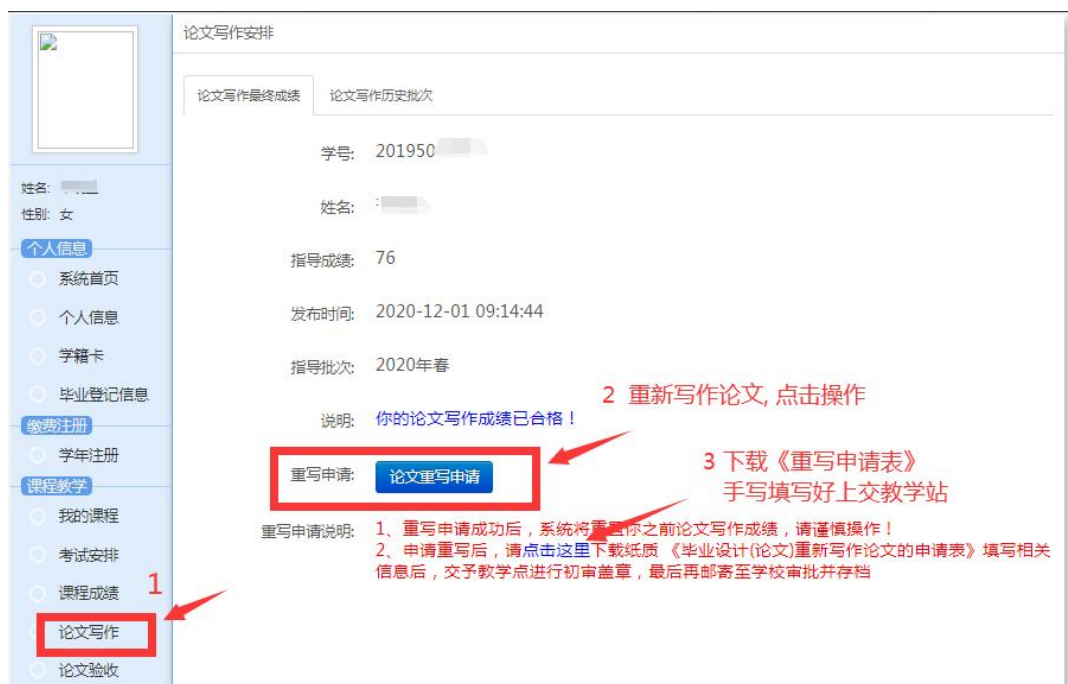 论文写作安排
论文写作最终成绩 论文写作历史批次
学号: 201950
姓名:
指导成绩: 76
发布时间: 2020-12-01 09:14:44
指导批次: 2020年春
说明: 你的论文写作成绩已合格！
重写申请: 论文重写申请
重写申请说明: 1、重写申请成功后，系统将重置你之前论文写作成绩，请谨慎操作！
2、申请重写后，请点击这里下载纸质 《毕业设计(论文)重新写作论文的申请表》填写相关
信息后，交予教学点进行初审盖章，最后再邮寄至学校审批并存档
2 重新写作论文, 点击操作
3 下载《重写申请表》
手写填写好上交教学站
姓名:
性别: 女
个人信息
系统首页
个人信息
学籍卡
毕业登记信息
缴费注册
学年注册
课程教学
我的课程
考试安排
课程成绩
1
论文写作
论文验收